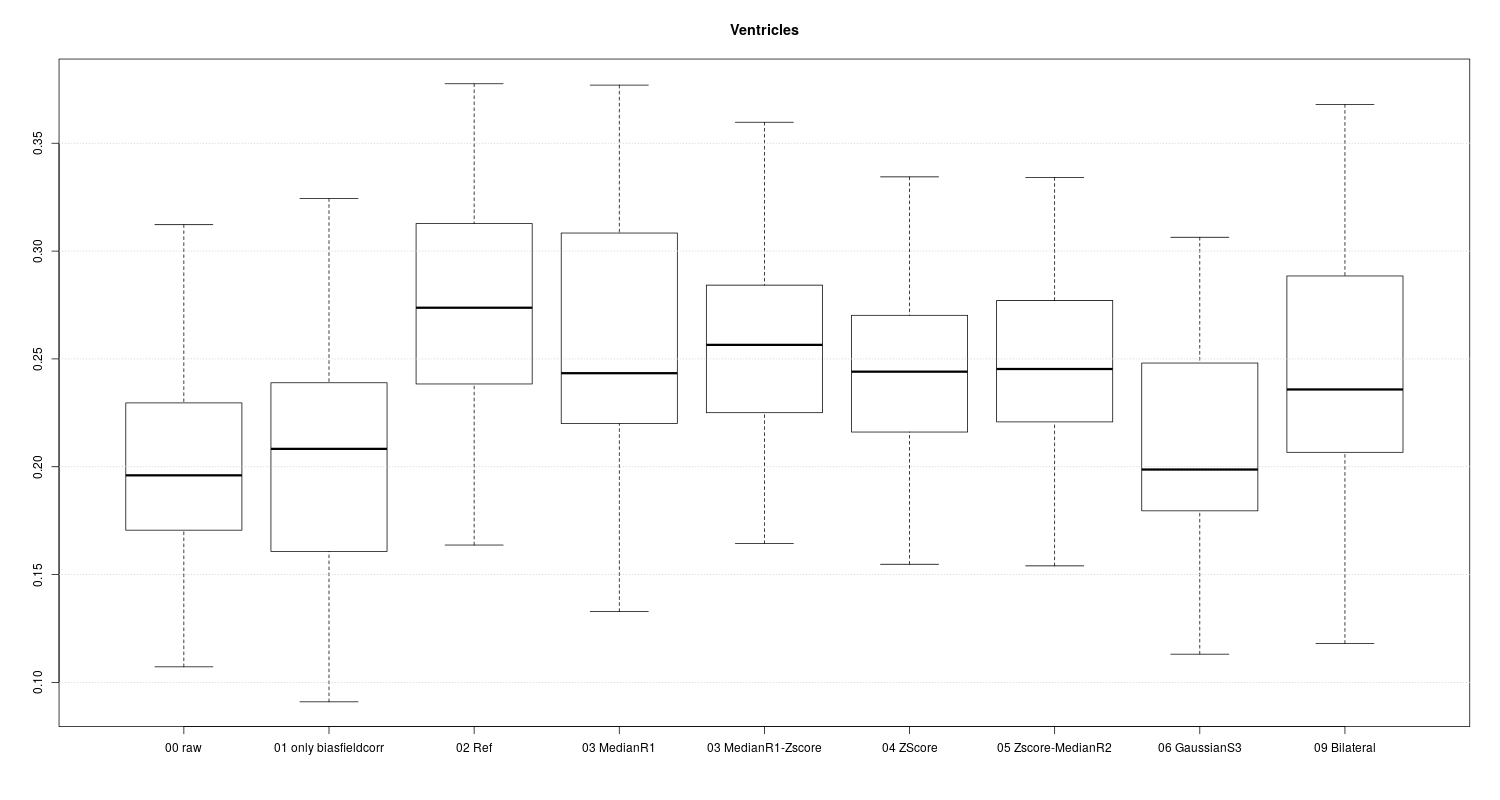 Ventricles
0.35
0.30
0.25
0.20
0.15
0.10
00 raw
01 only biasfieldcorr
02 Ref
03 MedianR1
03 MedianR1-Zscore
04 ZScore
05 Zscore-MedianR2
06 GaussianS3
09 Bilateral